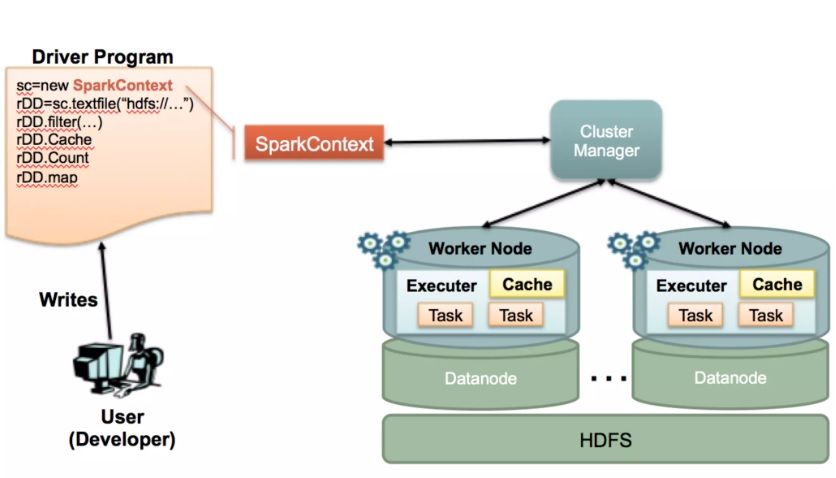 Driver Program
sc=new SparkContext
rDD=sc.textfile("hdfs://…")
rDD.filter(…)
rDD.Cache
rDD.Count
rDD.map
SparkContext
Cluster
Manager
Writes
User
(Developer)
Worker Node
Executer
Cache
Task
Task
Datanode
...
Worker Node
Executer
Cache
Task
Task
Datanode
HDFS